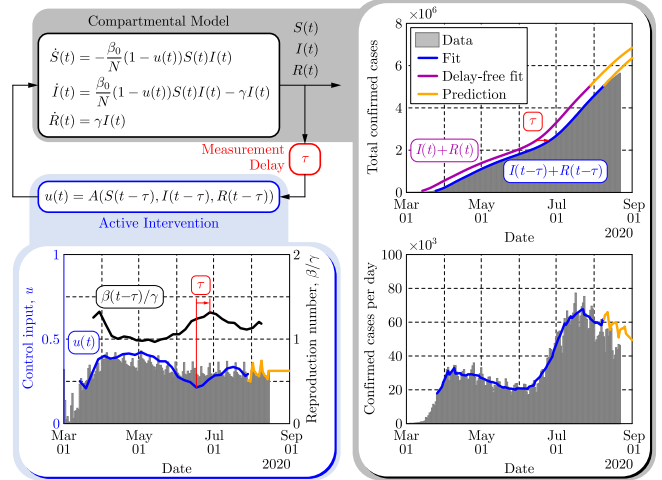 Compartmental Model
Ṡ(t) = −β₀/N (1 − u(t))S(t)I(t)
İ(t) = β₀/N (1 − u(t))S(t)I(t) − γI(t)
Ṙ(t) = γI(t)
S(t)
I(t)
R(t)
Measurement
Delay
τ
u(t) = A(S(t−τ), I(t−τ), R(t−τ))
Active Intervention
Control input, u
1
0.5
0
β(t−τ)/γ
τ
u(t)
2
1
0
Reproduction number, β/γ
Mar
01
May
01
Jul
01
Sep
01
Date
2020
×10⁶
Total confirmed cases
8
6
4
2
0
Data
Fit
Delay-free fit
Prediction
τ
I(t)+R(t)
I(t−τ)+R(t−τ)
Mar
01
May
01
Jul
01
Sep
01
Date
2020
×10³
Confirmed cases per day
100
80
60
40
20
0
Mar
01
May
01
Jul
01
Sep
01
Date
2020